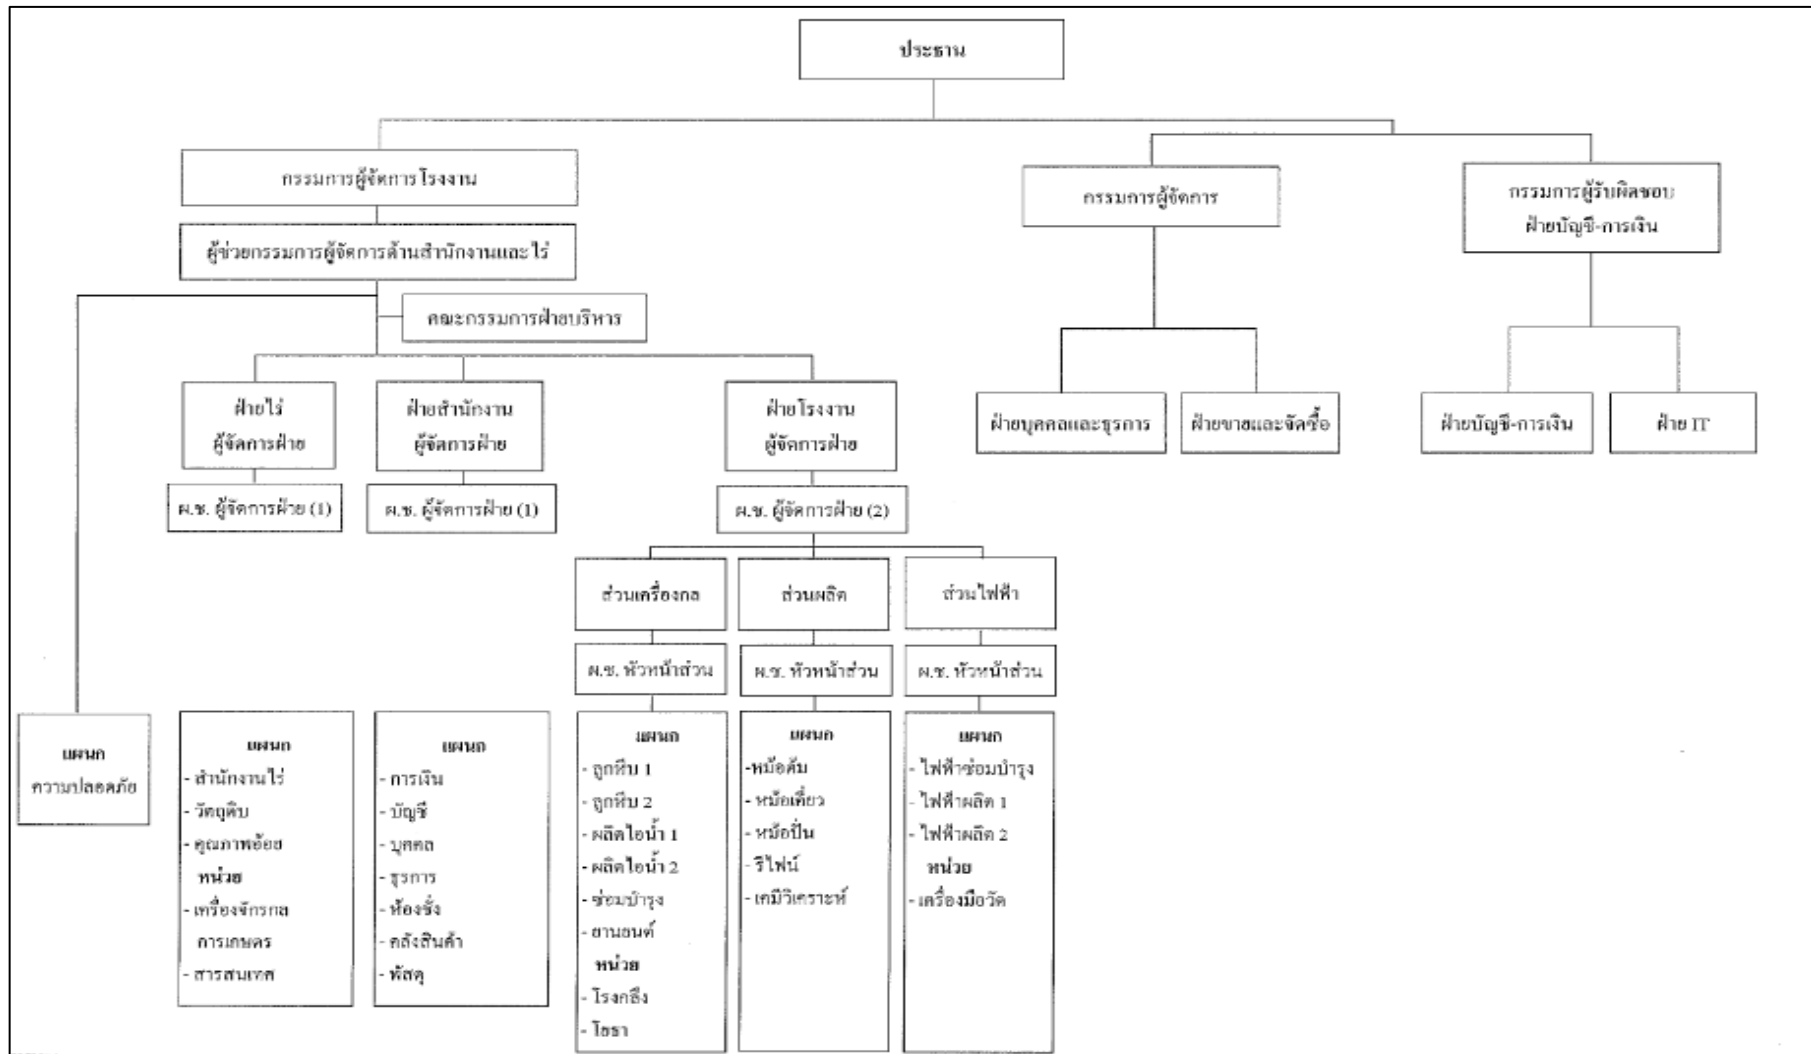 ประธาน
กรรมการผู้จัดการโรงงาน
กรรมการผู้จัดการ
กรรมการผู้รับผิดชอบ
ฝ่ายบัญชี-การเงิน
ผู้ช่วยกรรมการผู้จัดการด้านสำนักงานและไร่
คณะกรรมการฝ่ายบริหาร
ฝ่ายไร่
ผู้จัดการฝ่าย
ฝ่ายสำนักงาน
ผู้จัดการฝ่าย
ฝ่ายโรงงาน
ผู้จัดการฝ่าย
ฝ่ายบุคคลและธุรการ
ฝ่ายขายและจัดซื้อ
ฝ่ายบัญชี-การเงิน
ฝ่าย IT
ผ.ช. ผู้จัดการฝ่าย (1)
ผ.ช. ผู้จัดการฝ่าย (1)
ผ.ช. ผู้จัดการฝ่าย (2)
ส่วนเครื่องกล
ส่วนผลิต
ส่วนไฟฟ้า
ผ.ช. หัวหน้าส่วน
ผ.ช. หัวหน้าส่วน
ผ.ช. หัวหน้าส่วน
แผนก
ความปลอดภัย
แผนก
- สำนักงานไร่
- วัตถุดิบ
- คุณภาพอ้อย
หน่วย
- เครื่องจักรกล
การเกษตร
- สารสนเทศ
แผนก
- การเงิน
- บัญชี
- บุคคล
- ธุรการ
- ห้องชั่ง
- คลังสินค้า
- พัสดุ
แผนก
- ลูกหีบ 1
- ลูกหีบ 2
- ผลิตไอน้ำ 1
- ผลิตไอน้ำ 2
- ซ่อมบำรุง
- ยานยนต์
หน่วย
- โรงกลึง
- โยธา
แผนก
-หม้อต้ม
- หม้อเคี่ยว
- หม้อปั่น
- รีไฟน์
- เคมีวิเคราะห์
แผนก
- ไฟฟ้าซ่อมบำรุง
- ไฟฟ้าผลิต 1
- ไฟฟ้าผลิต 2
หน่วย
- เครื่องมือวัด